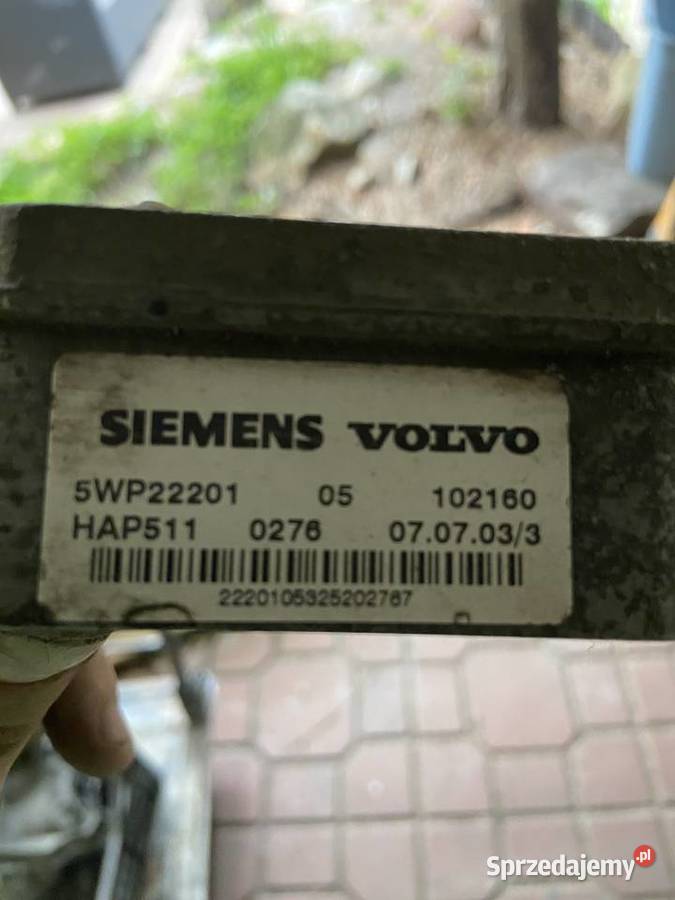 SIEMENS VOLVO
5WP22201 05 102160
HAP511 0276 07.07.03/3
2220105325202767
Sprzedajemy.pl